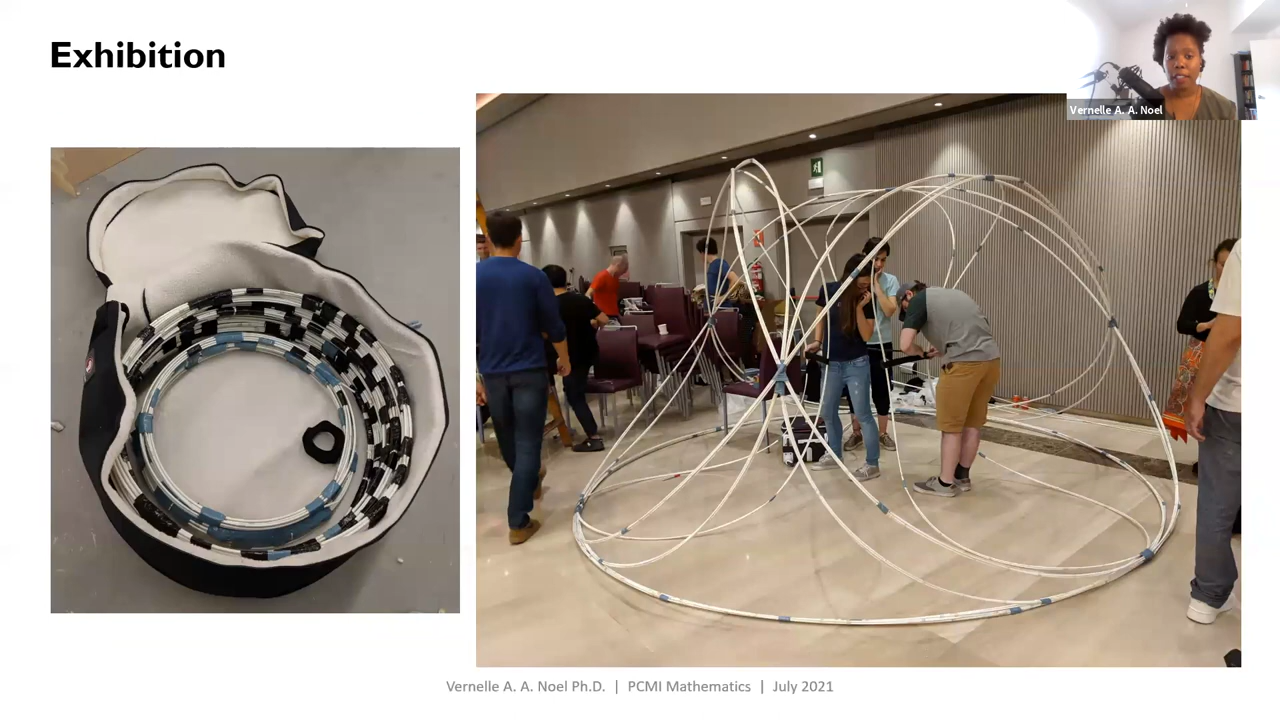 Exhibition
Vernelle A. A. Noel
Vernelle A. A. Noel Ph.D. | PCMI Mathematics | July 2021